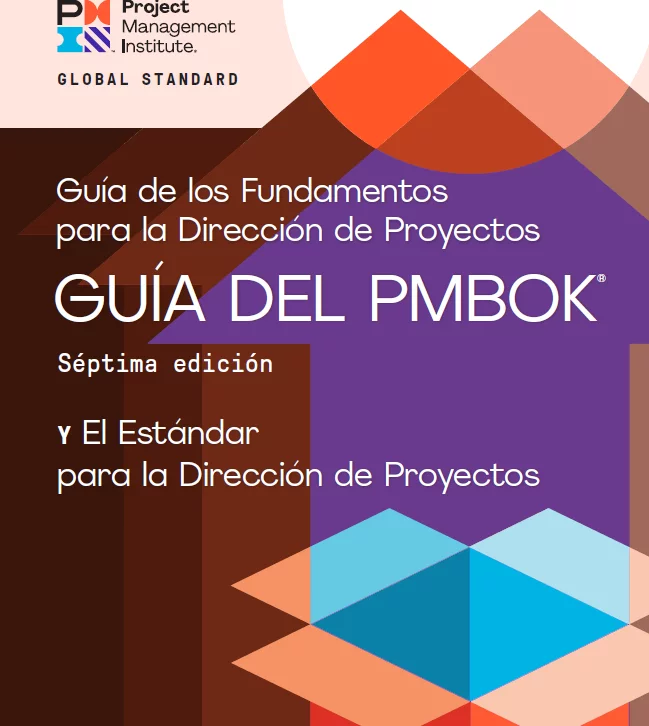 Project
Management
Institute.
GLOBAL STANDARD
Guía de los Fundamentos
para la Dirección de Proyectos
GUÍA DEL PMBOK®
Séptima edición
Y El Estándar
para la Dirección de Proyectos